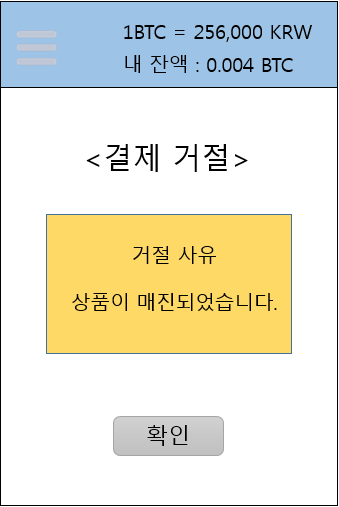 1BTC = 256,000 KRW
내 잔액 : 0.004 BTC
<결제 거절>
거절 사유
상품이 매진되었습니다.
확인